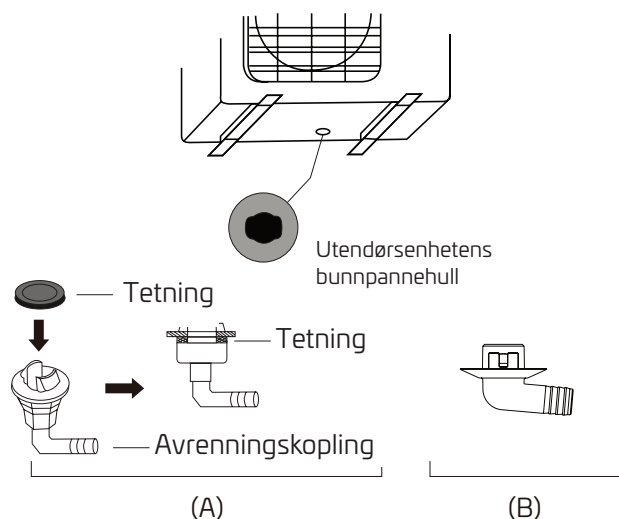 Utendørsenhetens
bunnpannehull
Tetning
Tetning
Avrenningskopling
(A)
(B)